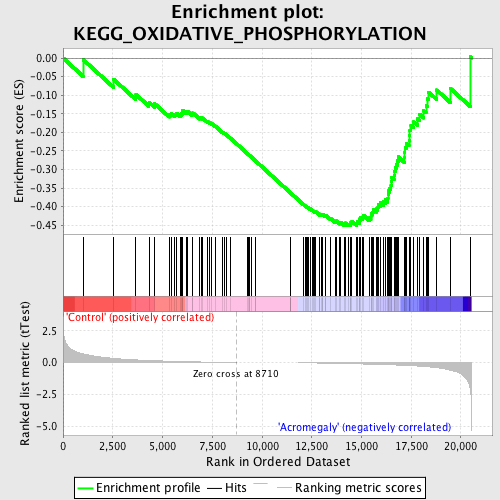 Enrichment plot:
KEGG_OXIDATIVE_PHOSPHORYLATION
Enrichment score (ES)
0.00
-0.05
-0.10
-0.15
-0.20
-0.25
-0.30
-0.35
-0.40
-0.45
'Control' (positively correlated)
Ranked list metric (tTest)
2.5
0.0
-2.5
-5.0
Zero cross at 8710
'Acromegaly' (negatively correlated)
0
2,500
5,000
7,500
10,000
12,500
15,000
17,500
20,000
Rank in Ordered Dataset
Enrichment profile
Hits
Ranking metric scores